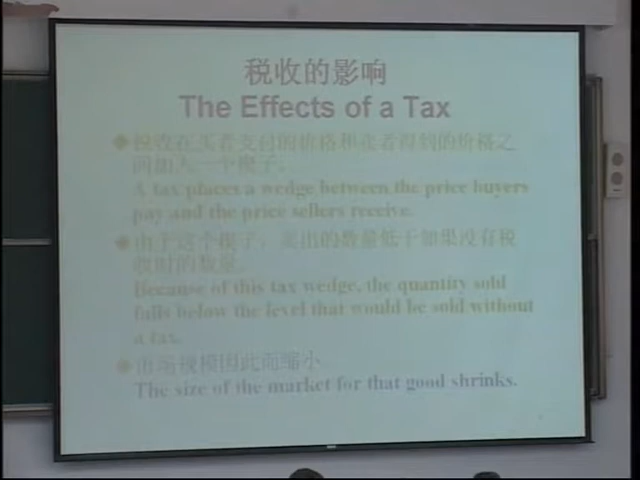 税收的影响
The Effects of a Tax
税收在买者支付的价格和卖者得到的价格之
间加入一个楔子。
A tax places a wedge between the price buyers
pay and the price sellers receive.
由于这个楔子，卖出的数量低于如果没有税
收时的数量。
Because of this tax wedge, the quantity sold
falls below the level that would be sold without
a tax.
市场规模因此而缩小
The size of the market for that good shrinks.